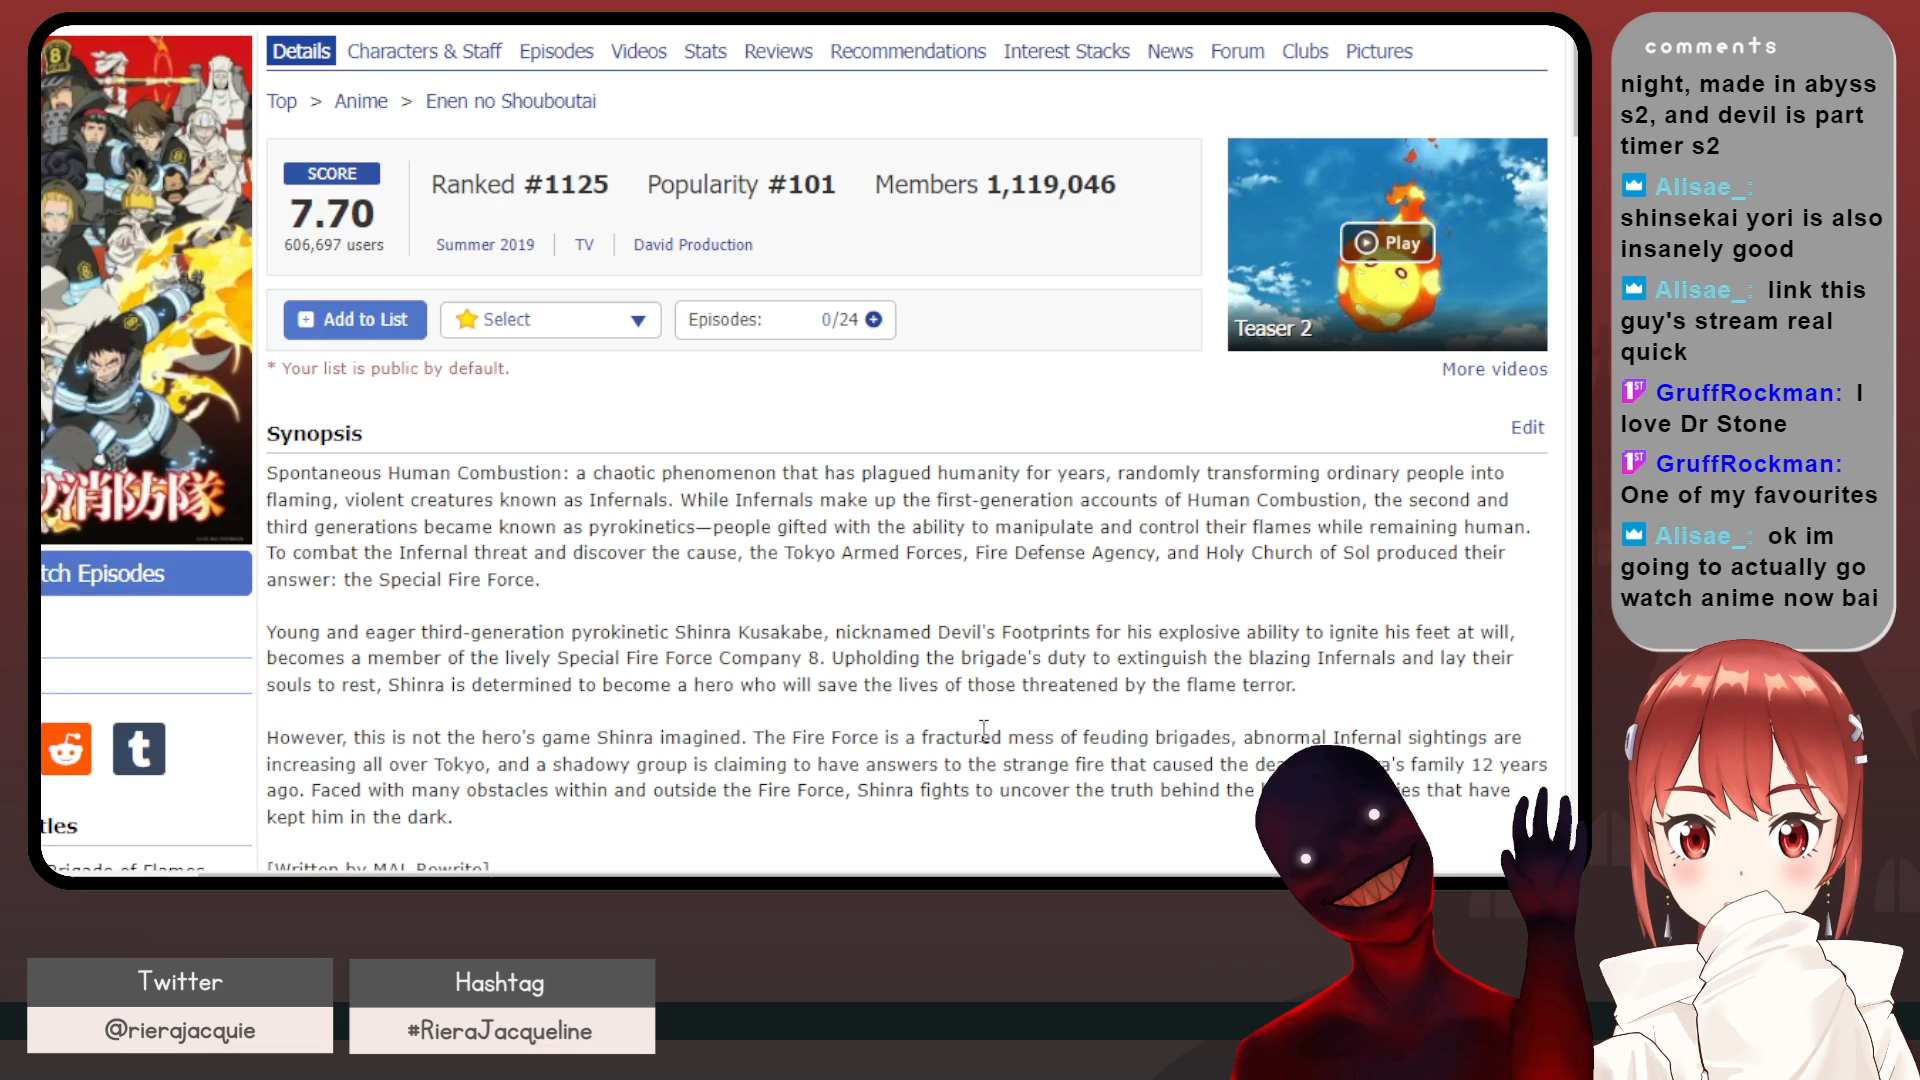 Details Characters & Staff Episodes Videos Stats Reviews Recommendations Interest Stacks News Forum Clubs Pictures
Top > Anime > Enen no Shouboutai
SCORE
7.70
606,697 users
Ranked #1125 Popularity #101 Members 1,119,046
Summer 2019 TV David Production
Play
Teaser 2
Add to List Select Episodes: 0/24
* Your list is public by default.
More videos
Synopsis
Edit
Spontaneous Human Combustion: a chaotic phenomenon that has plagued humanity for years, randomly transforming ordinary people into
flaming, violent creatures known as Infernals. While Infernals make up the first-generation accounts of Human Combustion, the second and
third generations became known as pyrokinetics—people gifted with the ability to manipulate and control their flames while remaining human.
To combat the Infernal threat and discover the cause, the Tokyo Armed Forces, Fire Defense Agency, and Holy Church of Sol produced their
answer: the Special Fire Force.
Young and eager third-generation pyrokinetic Shinra Kusakabe, nicknamed Devil's Footprints for his explosive ability to ignite his feet at will,
becomes a member of the lively Special Fire Force Company 8. Upholding the brigade's duty to extinguish the blazing Infernals and lay their
souls to rest, Shinra is determined to become a hero who will save the lives of those threatened by the flame terror.
However, this is not the hero's game Shinra imagined. The Fire Force is a fractured mess of feuding brigades, abnormal Infernal sightings are
increasing all over Tokyo, and a shadowy group is claiming to have answers to the strange fire that caused the dea a's family 12 years
ago. Faced with many obstacles within and outside the Fire Force, Shinra fights to uncover the truth behind the ies that have
kept him in the dark.
[Written by MAL Rewrite]
消防隊
tch Episodes
t
tles
Brigade of Flames
comments
night, made in abyss
s2, and devil is part
timer s2
Alisae_:
shinsekai yori is also
insanely good
Alisae_: link this
guy's stream real
quick
1ST GruffRockman: I
love Dr Stone
1ST GruffRockman:
One of my favourites
Alisae_: ok im
going to actually go
watch anime now bai
Twitter
@rierajacquie
Hashtag
#RieraJacqueline